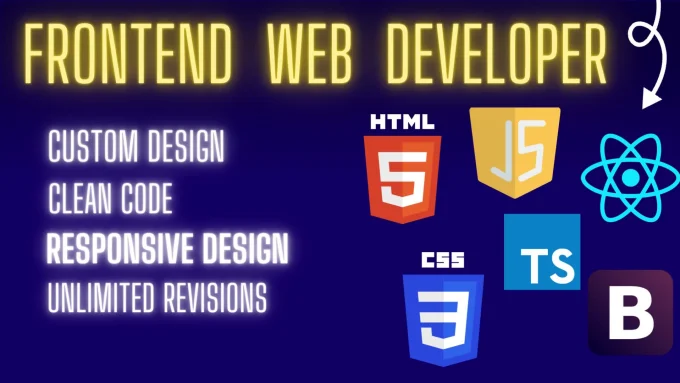 FRONTEND WEB DEVELOPER
CUSTOM DESIGN
CLEAN CODE
RESPONSIVE DESIGN
UNLIMITED REVISIONS
HTML
5
JS
CSS
3
TS
B